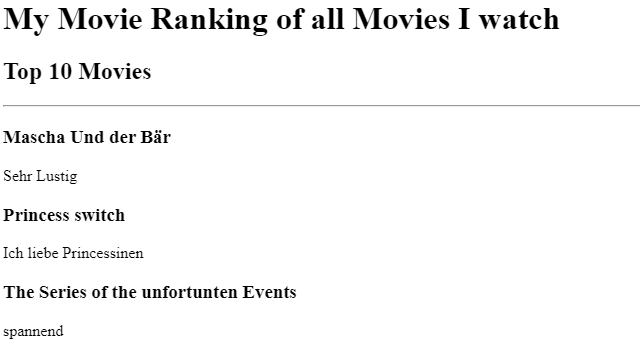 My Movie Ranking of all Movies I watch
Top 10 Movies
Mascha Und der Bär
Sehr Lustig
Princess switch
Ich liebe Princessinen
The Series of the unfortunten Events
spannend